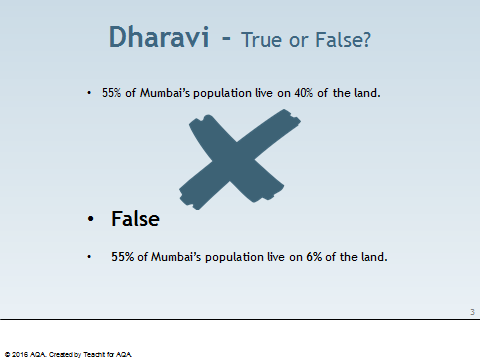 Dharavi - True or False?
• 55% of Mumbai's population live on 40% of the land.
• False
• 55% of Mumbai's population live on 6% of the land.
3
© 2016 AQA. Created by Teachit for AQA.